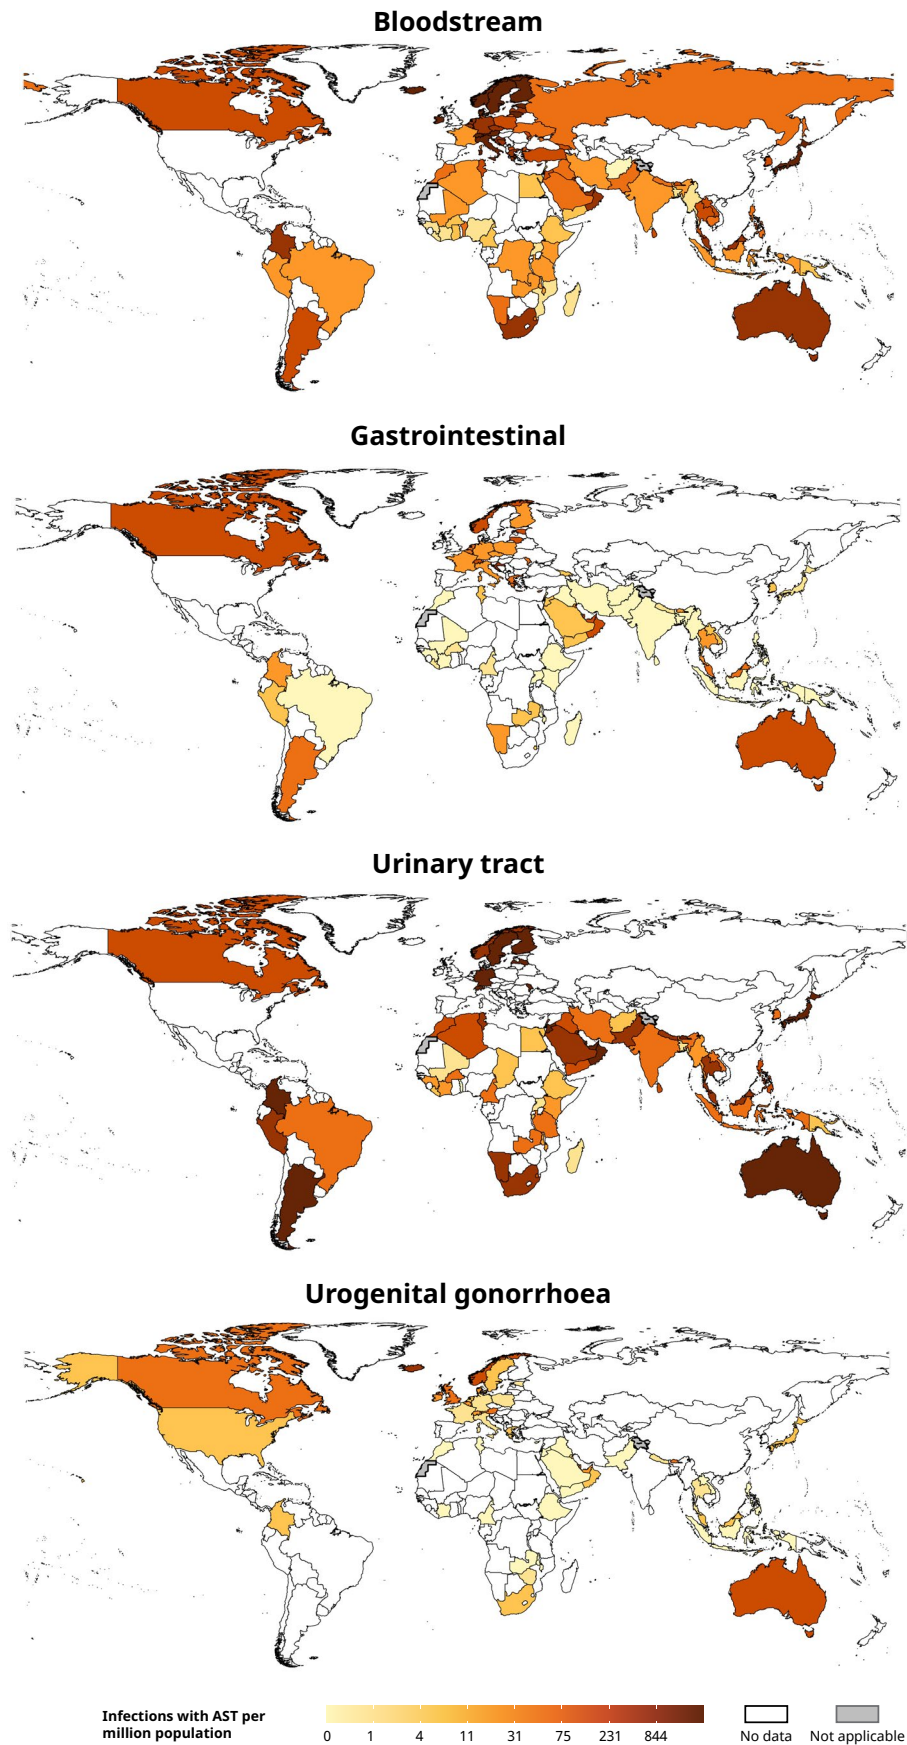 Bloodstream
Gastrointestinal
Urinary tract
Urogenital gonorrhoea
Infections with AST per
million population
0 1 4 11 31 75 231 844
No data
Not applicable